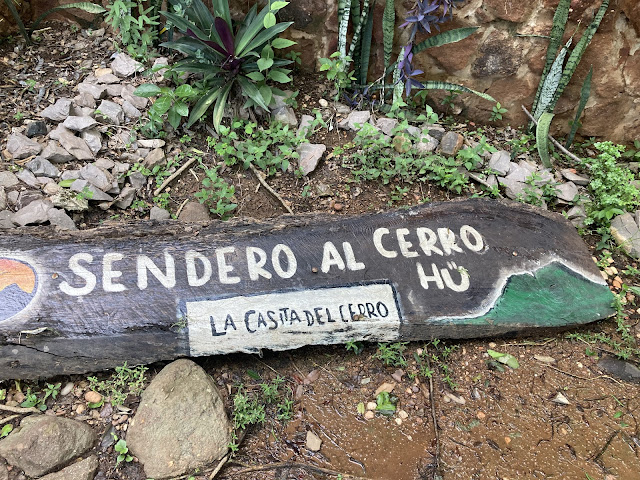 SENDERO AL CERRO
HÜ
LA CASITA DEL CERRO